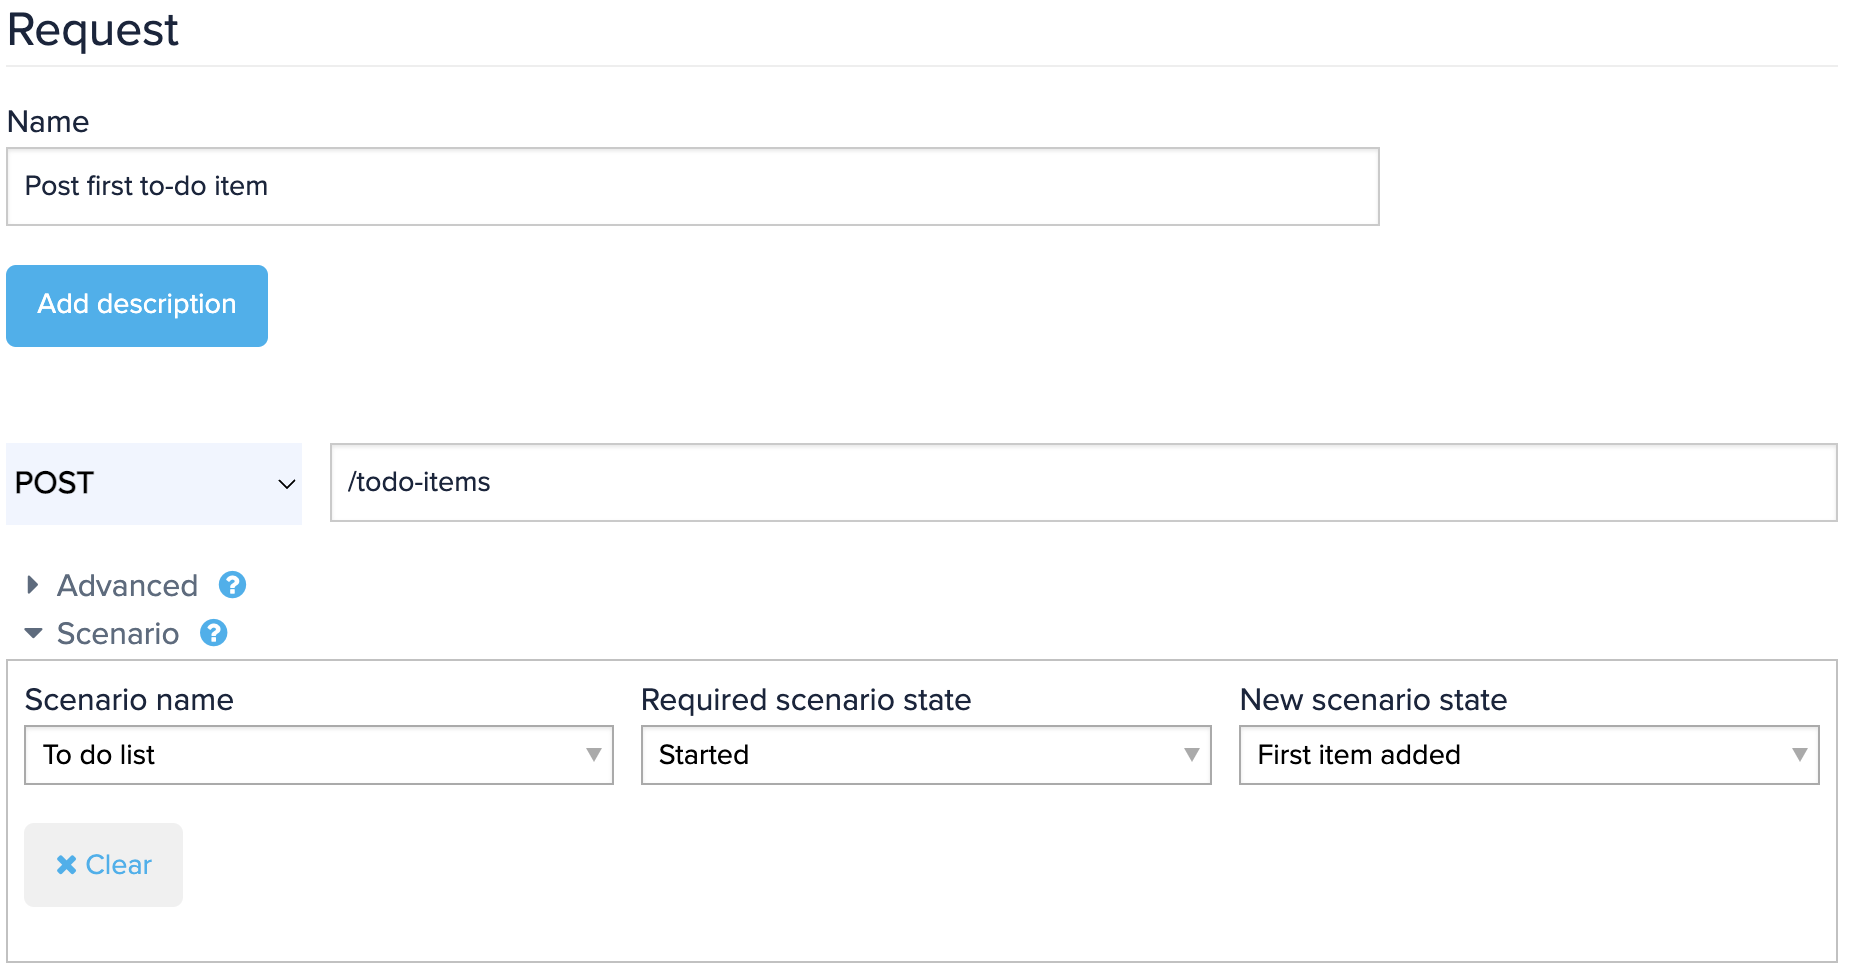 Request
Name
Post first to-do item
Add description
POST
/todo-items
Advanced ?
Scenario ?
Scenario name Required scenario state New scenario state
To do list Started First item added
Clear